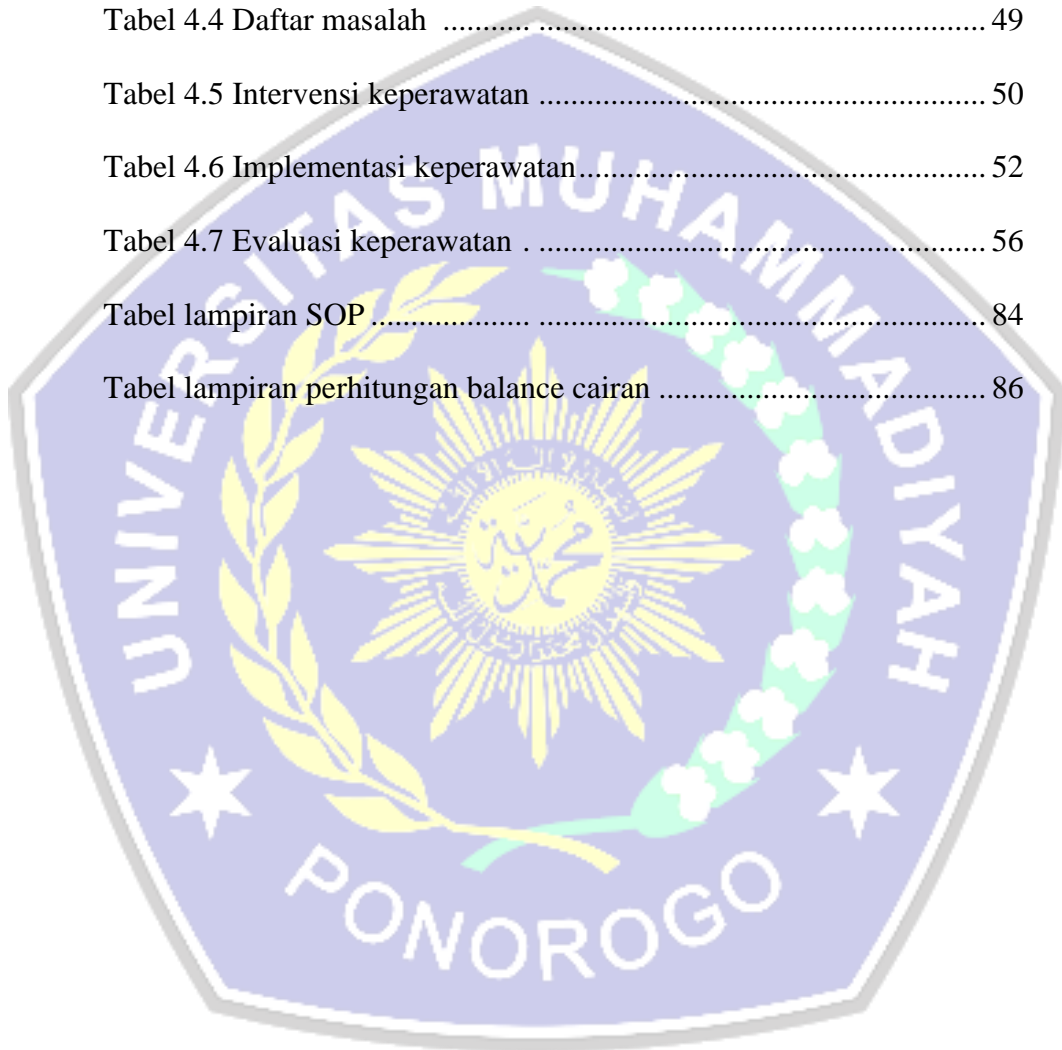 Tabel 4.4 Daftar masalah .......... ................................................... 49
Tabel 4.5 Intervensi keperawatan ................................................... 50
Tabel 4.6 Implementasi keperawatan.............................................. 52
Tabel 4.7 Evaluasi keperawatan . ................................................... 56
Tabel lampiran SOP .................. ................................................... 84
Tabel lampiran perhitungan balance cairan ..................................... 86
UNIVERSITAS MUHAMMADIYAH
PONOROGO